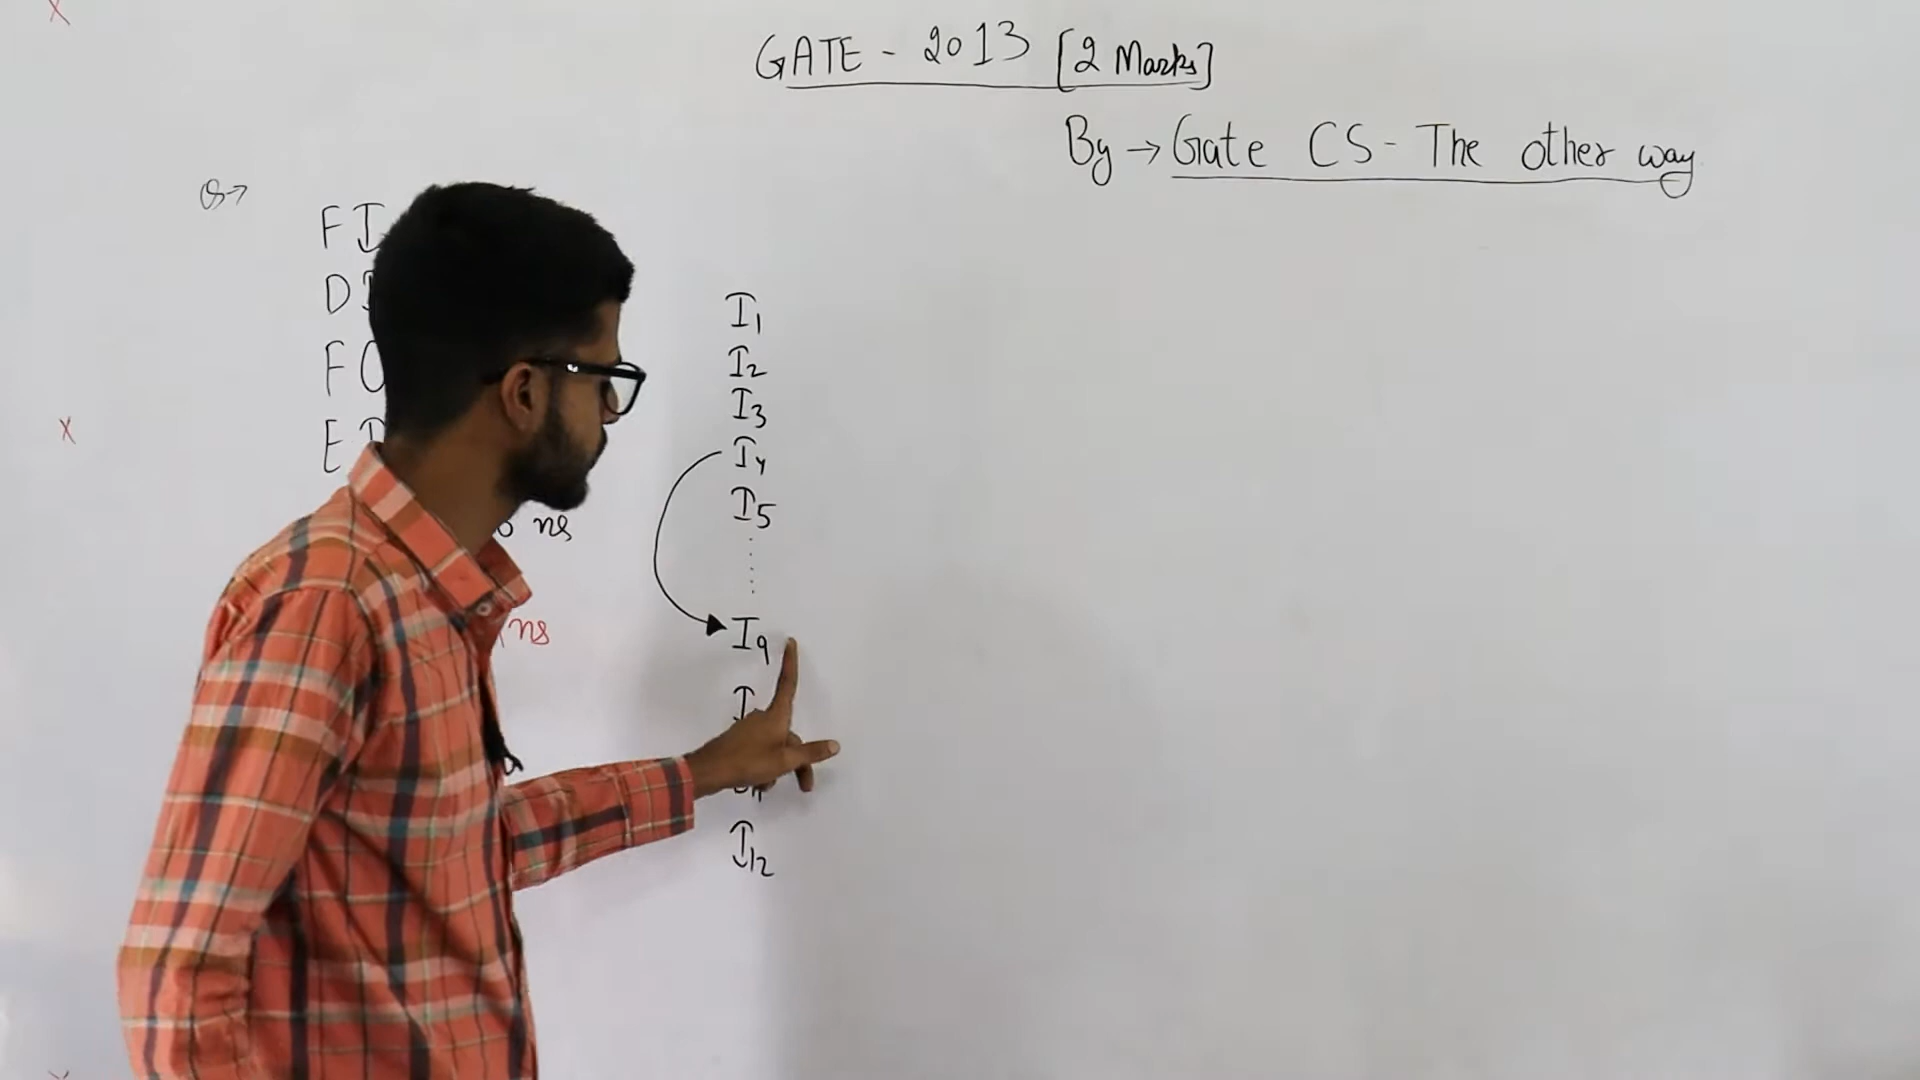 GATE - 2013 [2 Marks]
By → Gate CS - The other way
Q →
FI
I1
I2
I3
I4
I5
ns
I9
ns
I12